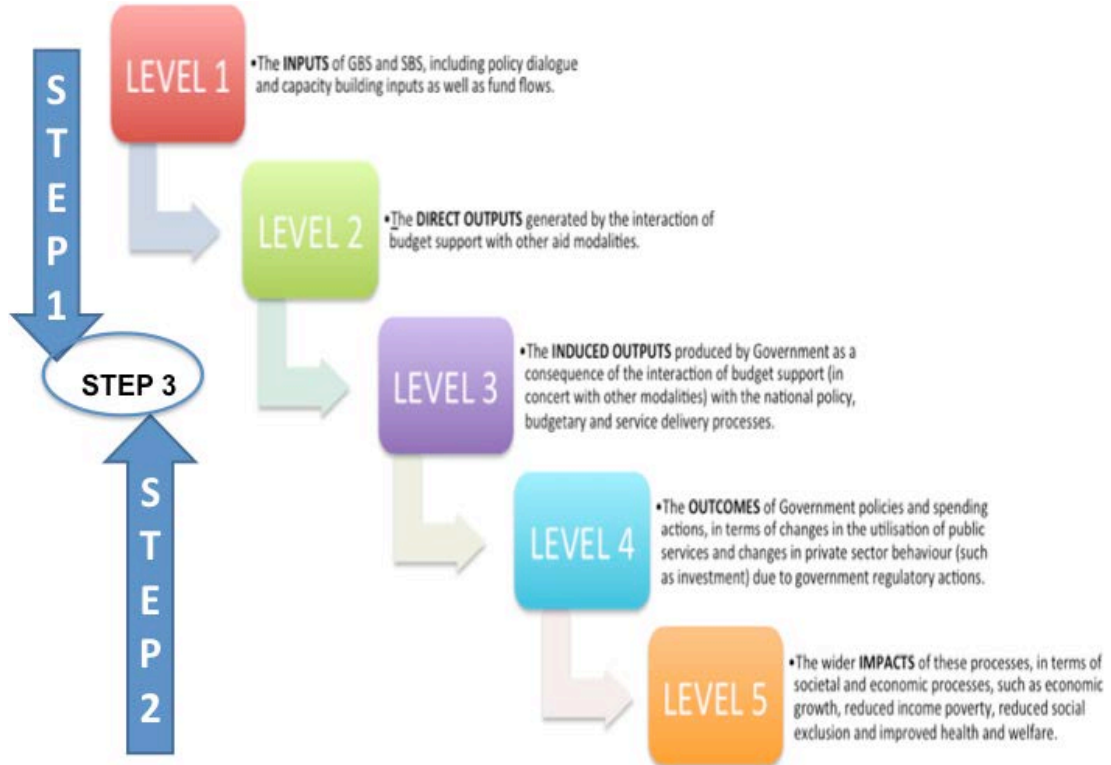 STEP 1
LEVEL 1
•The INPUTS of GBS and SBS, including policy dialogue
and capacity building inputs as well as fund flows.
LEVEL 2
•The DIRECT OUTPUTS generated by the interaction of
budget support with other aid modalities.
STEP 3
LEVEL 3
•The INDUCED OUTPUTS produced by Government as a
consequence of the interaction of budget support (in
concert with other modalities) with the national policy,
budgetary and service delivery processes.
STEP 2
LEVEL 4
•The OUTCOMES of Government policies and spending
actions, in terms of changes in the utilisation of public
services and changes in private sector behaviour (such
as investment) due to government regulatory actions.
LEVEL 5
•The wider IMPACTS of these processes, in terms of
societal and economic processes, such as economic
growth, reduced income poverty, reduced social
exclusion and improved health and welfare.